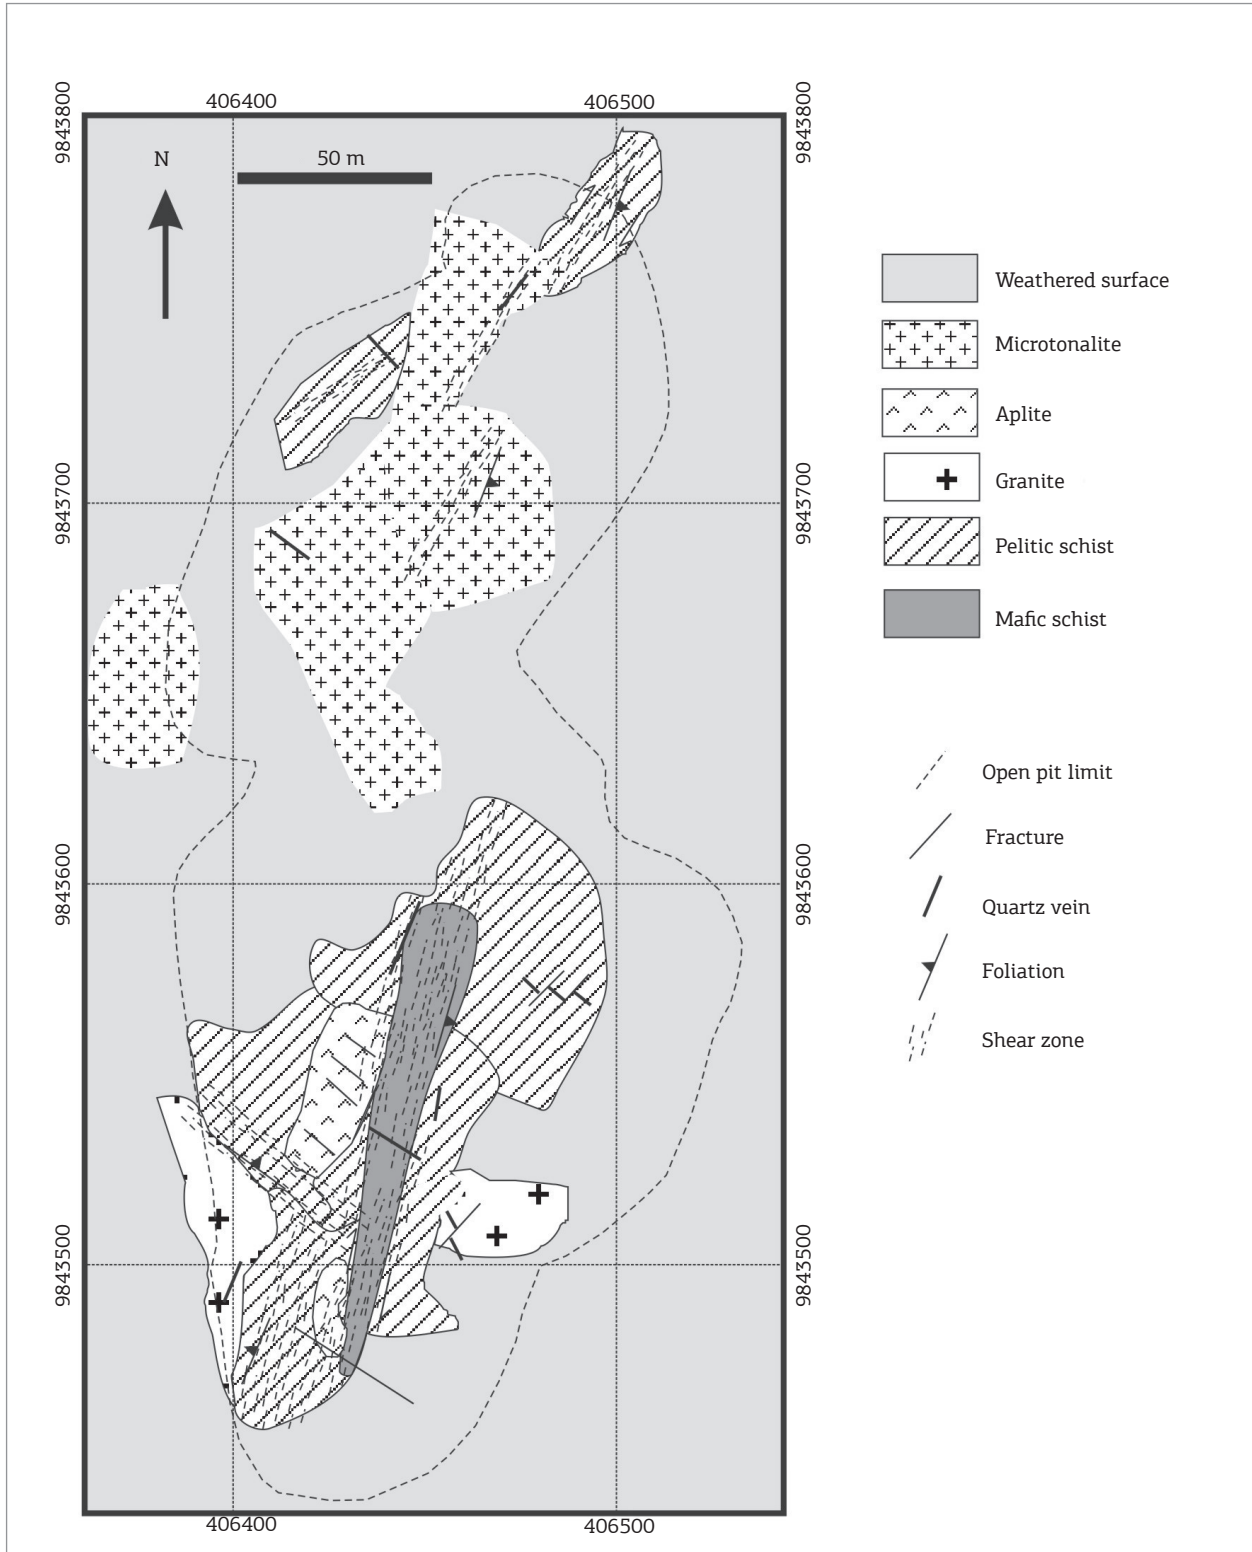 406400
406500
9843800
9843800
N
50 m
9843700
9843700
9843600
9843600
9843500
9843500
406400
406500
Weathered surface
Microtonalite
Aplite
Granite
Pelitic schist
Mafic schist
Open pit limit
Fracture
Quartz vein
Foliation
Shear zone